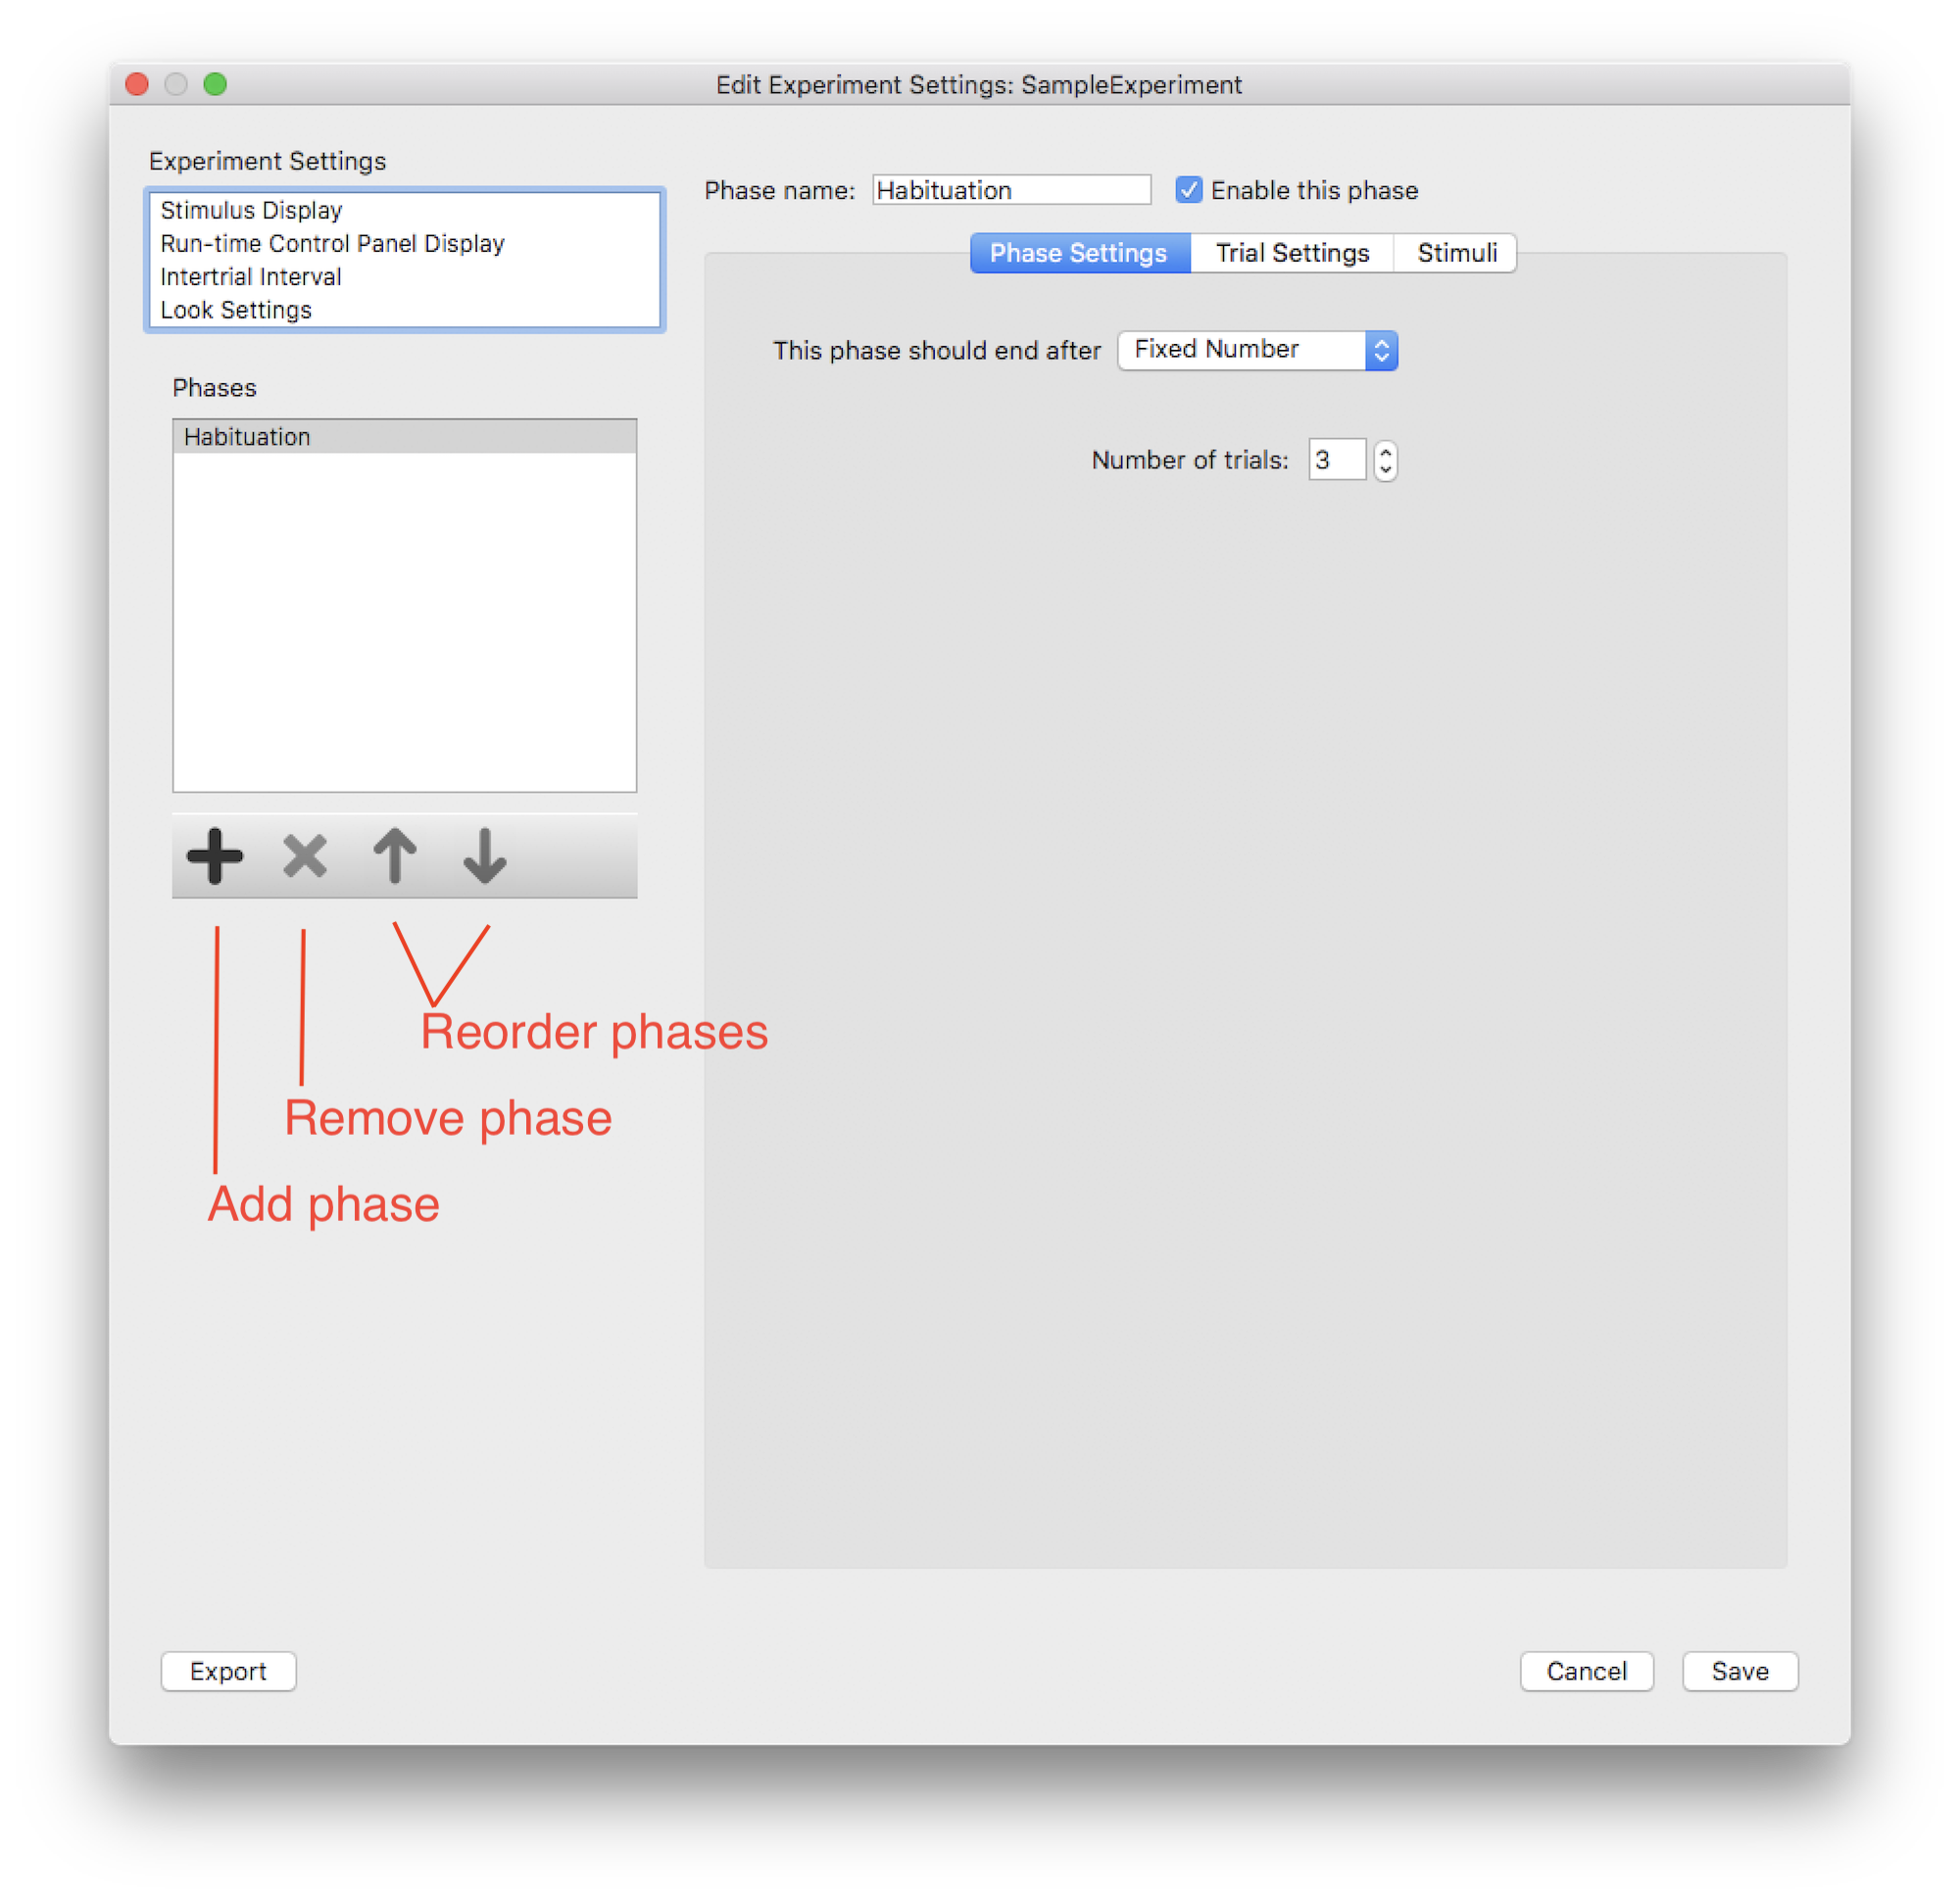 Edit Experiment Settings: SampleExperiment
Experiment Settings
Stimulus Display
Run-time Control Panel Display
Intertrial Interval
Look Settings
Phases
Habituation
Reorder phases
Remove phase
Add phase
Phase name: Habituation Enable this phase
Phase Settings Trial Settings Stimuli
This phase should end after Fixed Number
Number of trials: 3
Export Cancel Save